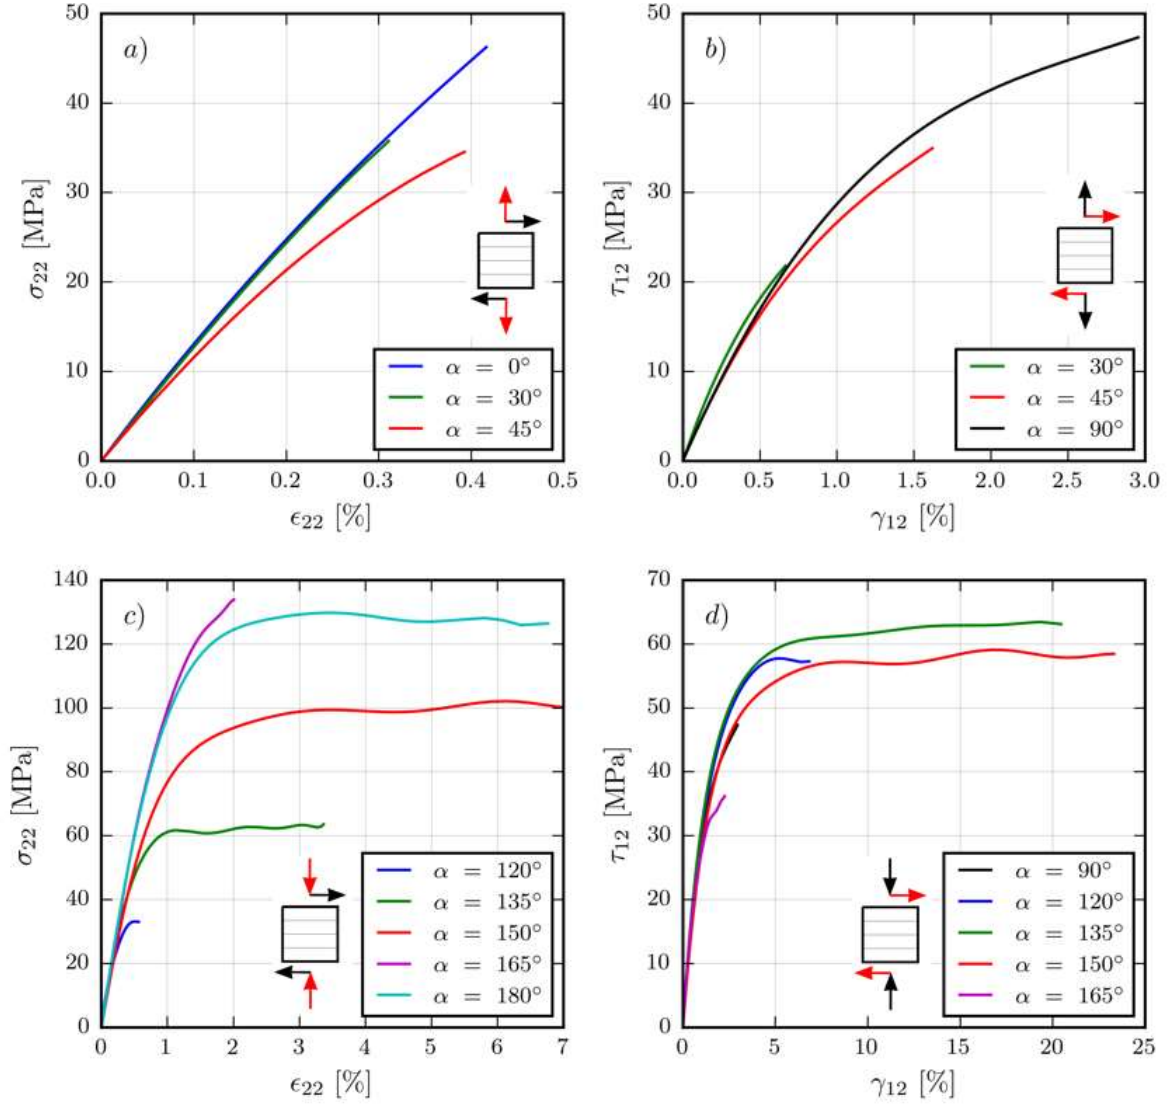 a)
50
40
30
20
10
0
σ22 [MPa]
0.0 0.1 0.2 0.3 0.4 0.5
ϵ22 [%]
α = 0°
α = 30°
α = 45°
b)
50
40
30
20
10
0
τ12 [MPa]
0.0 0.5 1.0 1.5 2.0 2.5 3.0
γ12 [%]
α = 30°
α = 45°
α = 90°
c)
140
120
100
80
60
40
20
0
σ22 [MPa]
0 1 2 3 4 5 6 7
ϵ22 [%]
α = 120°
α = 135°
α = 150°
α = 165°
α = 180°
d)
70
60
50
40
30
20
10
0
τ12 [MPa]
0 5 10 15 20 25
γ12 [%]
α = 90°
α = 120°
α = 135°
α = 150°
α = 165°